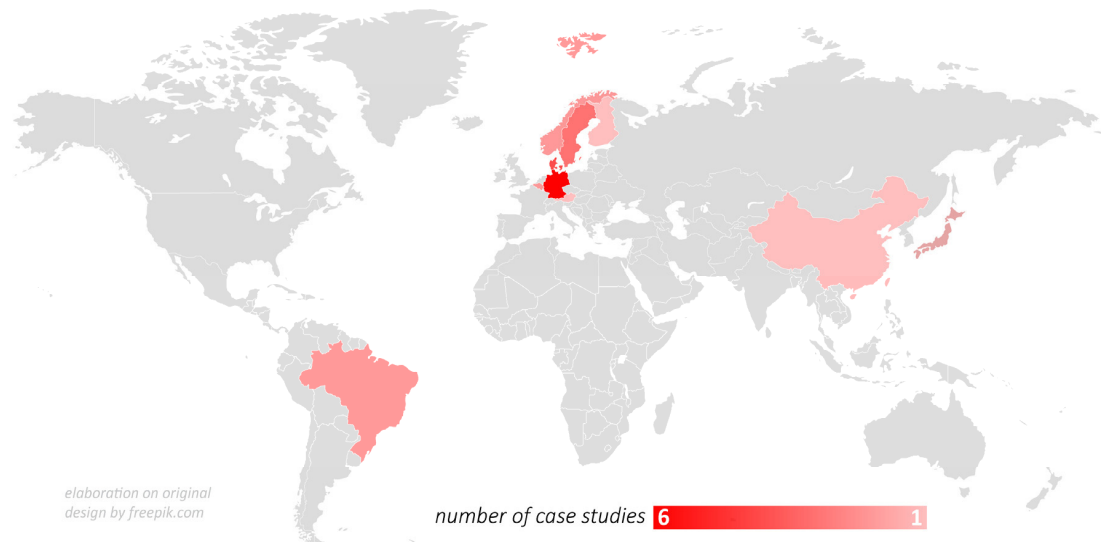 elaboration on original
design by freepik.com
number of case studies 6 1